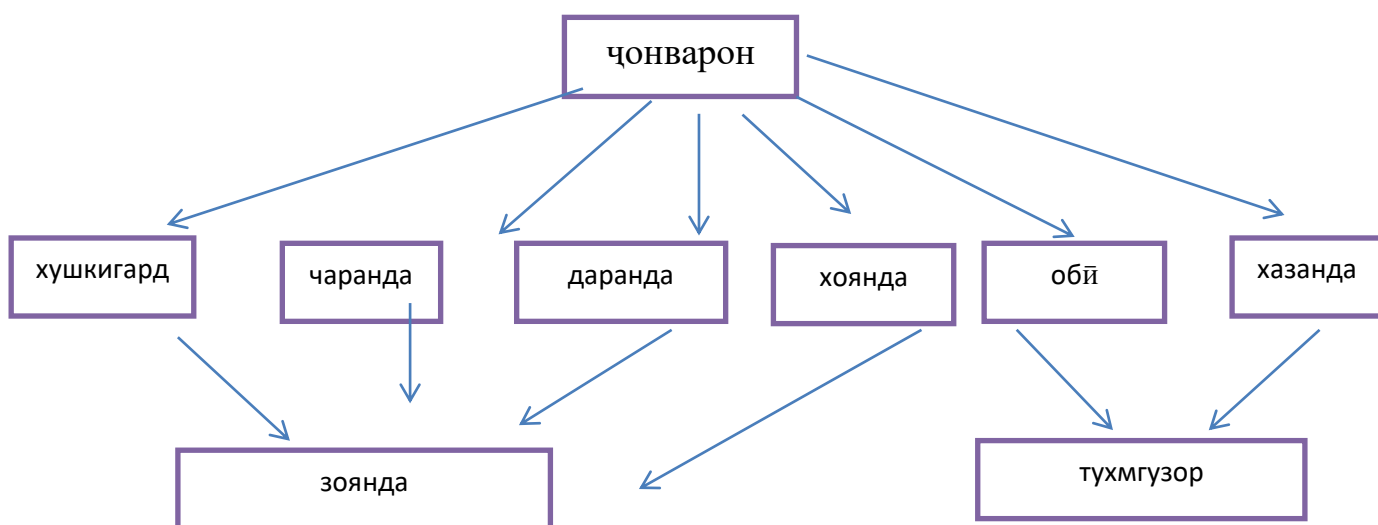 ҷонварон
хушкигард
чаранда
даранда
хоянда
обӣ
хазанда
зоянда
тухмгузор